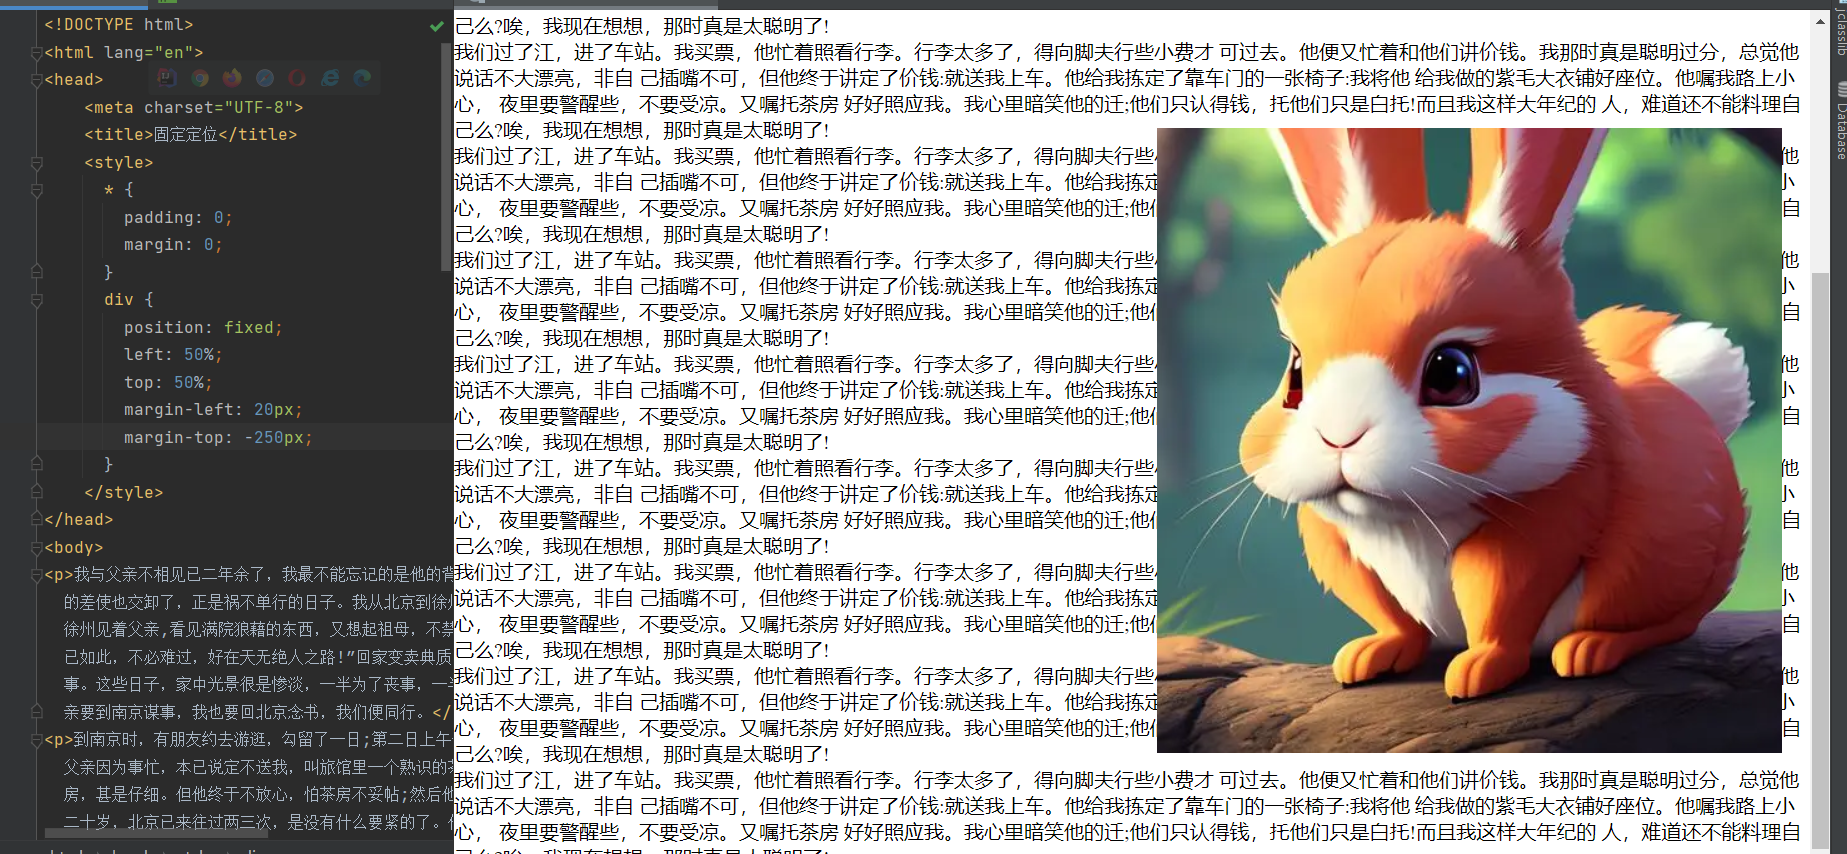 <!DOCTYPE html>
<html lang="en">
<head>
<meta charset="UTF-8">
<title>固定定位</title>
<style>
* {
padding: 0;
margin: 0;
}
div {
position: fixed;
left: 50%;
top: 50%;
margin-left: 20px;
margin-top: -250px;
}
</style>
</head>
<body>
<p>我与父亲不相见已二年余了，我最不能忘记的是他的背
的差使也交卸了，正是祸不单行的日子。我从北京到徐州
徐州见着父亲,看见满院狼藉的东西，又想起祖母，不禁
已如此，不必难过，好在天无绝人之路!”回家变卖典质
事。这些日子，家中光景很是惨淡，一半为了丧事，一半
亲要到南京谋事，我也要回北京念书，我们便同行。</
<p>到南京时，有朋友约去游逛，勾留了一日;第二日上午
父亲因为事忙，本已说定不送我，叫旅馆里一个熟识的茶
房，甚是仔细。但他终于不放心，怕茶房不妥帖;然后他
二十岁，北京已来往过两三次，是没有什么要紧的了。
己么?唉，我现在想想，那时真是太聪明了!
我们过了江，进了车站。我买票，他忙着照看行李。行李太多了，得向脚夫行些小费才 可过去。他便又忙着和他们讲价钱。我那时真是聪明过分，总觉他
说话不大漂亮，非自 己插嘴不可，但他终于讲定了价钱:就送我上车。他给我拣定了靠车门的一张椅子:我将他 给我做的紫毛大衣铺好座位。他嘱我路上小
心， 夜里要警醒些，不要受凉。又嘱托茶房 好好照应我。我心里暗笑他的迁;他们只认得钱，托他们只是白托!而且我这样大年纪的 人，难道还不能料理自
己么?唉，我现在想想，那时真是太聪明了!
我们过了江，进了车站。我买票，他忙着照看行李。行李太多了，得向脚夫行些 他
说话不大漂亮，非自 己插嘴不可，但他终于讲定了价钱:就送我上车。他给我拣定 小
心， 夜里要警醒些，不要受凉。又嘱托茶房 好好照应我。我心里暗笑他的迁;他 自
己么?唉，我现在想想，那时真是太聪明了!
我们过了江，进了车站。我买票，他忙着照看行李。行李太多了，得向脚夫行些 他
说话不大漂亮，非自 己插嘴不可，但他终于讲定了价钱:就送我上车。他给我拣定 小
心， 夜里要警醒些，不要受凉。又嘱托茶房 好好照应我。我心里暗笑他的迁;他 自
己么?唉，我现在想想，那时真是太聪明了!
我们过了江，进了车站。我买票，他忙着照看行李。行李太多了，得向脚夫行些 他
说话不大漂亮，非自 己插嘴不可，但他终于讲定了价钱:就送我上车。他给我拣定 小
心， 夜里要警醒些，不要受凉。又嘱托茶房 好好照应我。我心里暗笑他的迁;他 自
己么?唉，我现在想想，那时真是太聪明了!
我们过了江，进了车站。我买票，他忙着照看行李。行李太多了，得向脚夫行些 他
说话不大漂亮，非自 己插嘴不可，但他终于讲定了价钱:就送我上车。他给我拣定 小
心， 夜里要警醒些，不要受凉。又嘱托茶房 好好照应我。我心里暗笑他的迁;他 自
己么?唉，我现在想想，那时真是太聪明了!
我们过了江，进了车站。我买票，他忙着照看行李。行李太多了，得向脚夫行些 他
说话不大漂亮，非自 己插嘴不可，但他终于讲定了价钱:就送我上车。他给我拣定 小
心， 夜里要警醒些，不要受凉。又嘱托茶房 好好照应我。我心里暗笑他的迁;他 自
己么?唉，我现在想想，那时真是太聪明了!
我们过了江，进了车站。我买票，他忙着照看行李。行李太多了，得向脚夫行些 他
说话不大漂亮，非自 己插嘴不可，但他终于讲定了价钱:就送我上车。他给我拣定 小
心， 夜里要警醒些，不要受凉。又嘱托茶房 好好照应我。我心里暗笑他的迁;他 自
己么?唉，我现在想想，那时真是太聪明了!
我们过了江，进了车站。我买票，他忙着照看行李。行李太多了，得向脚夫行些小费才 可过去。他便又忙着和他们讲价钱。我那时真是聪明过分，总觉他
说话不大漂亮，非自 己插嘴不可，但他终于讲定了价钱:就送我上车。他给我拣定了靠车门的一张椅子:我将他 给我做的紫毛大衣铺好座位。他嘱我路上小
心， 夜里要警醒些，不要受凉。又嘱托茶房 好好照应我。我心里暗笑他的迁;他们只认得钱，托他们只是白托!而且我这样大年纪的 人，难道还不能料理自
jclasslib
Database